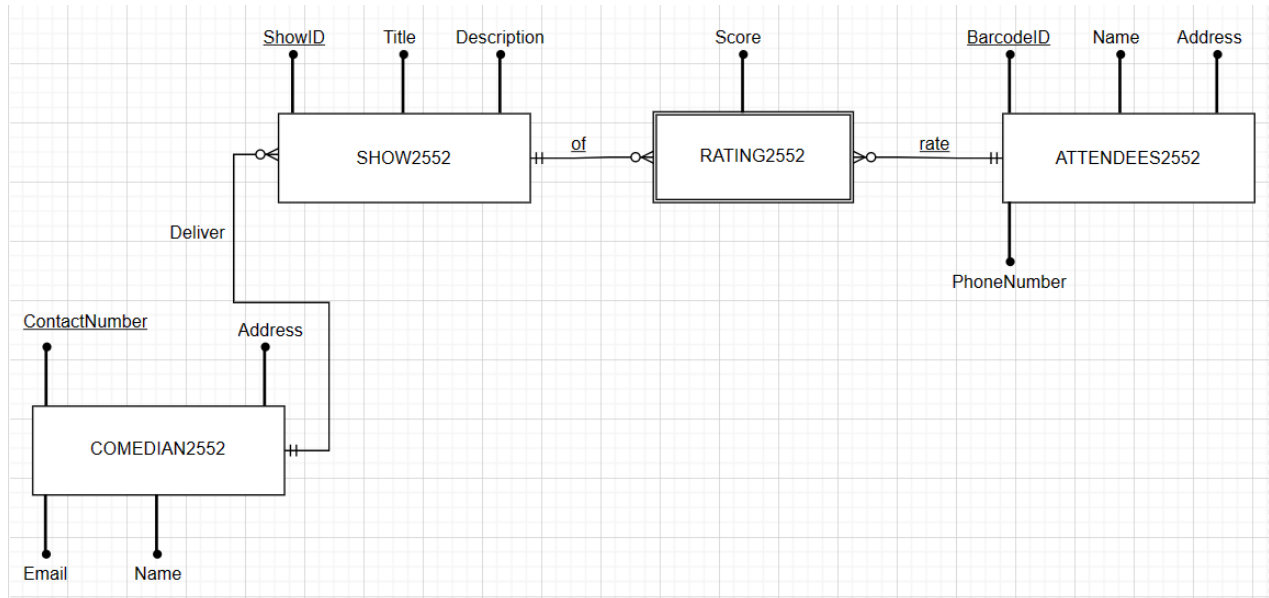 ShowID
Title
Description
Score
BarcodeID
Name
Address
SHOW2552
of
RATING2552
rate
ATTENDEES2552
Deliver
PhoneNumber
ContactNumber
Address
COMEDIAN2552
Email
Name